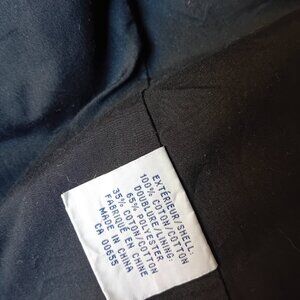 EXTÉRIEUR/SHELL:
100% COTON/COTTON
DOUBLURE/LINING:
65% POLYESTER
35% COTON/COTTON
FABRIQUÉ EN CHINE
MADE IN CHINA
CA 00655